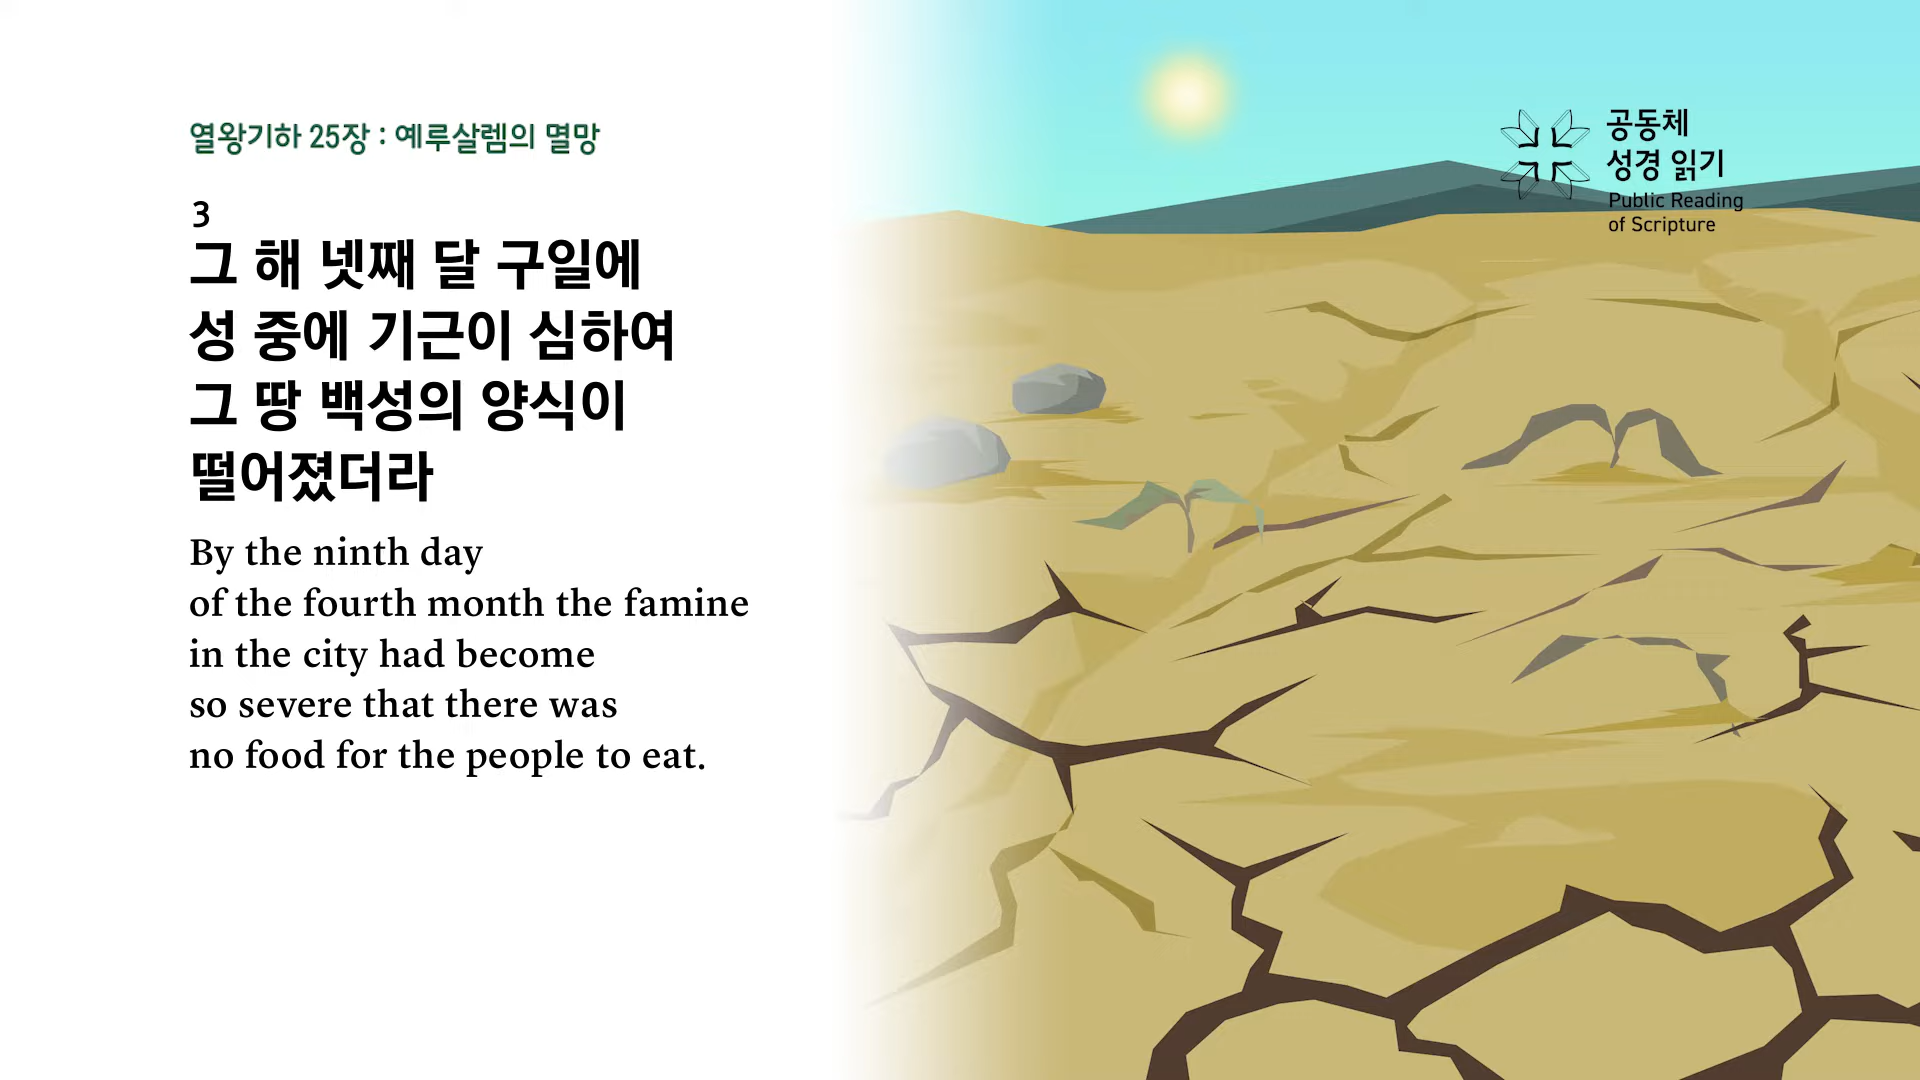 열왕기하 25장 : 예루살렘의 멸망
3
그 해 넷째 달 구일에
성 중에 기근이 심하여
그 땅 백성의 양식이
떨어졌더라
By the ninth day
of the fourth month the famine
in the city had become
so severe that there was
no food for the people to eat.
공동체
성경 읽기
Public Reading
of Scripture